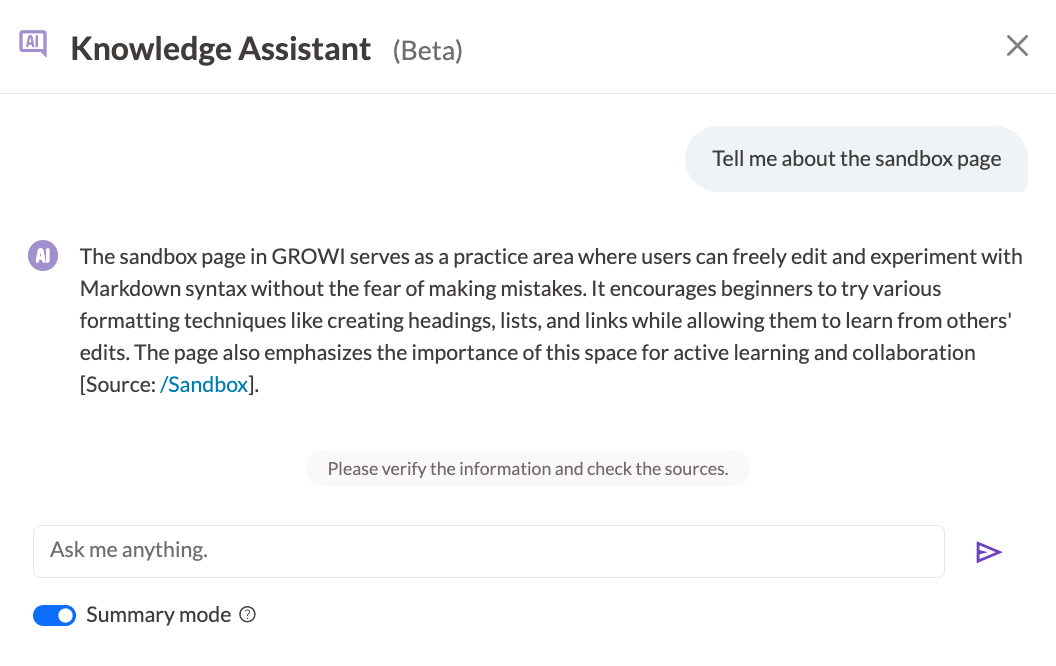 AI
Knowledge Assistant (Beta)
Tell me about the sandbox page
AI
The sandbox page in GROWI serves as a practice area where users can freely edit and experiment with
Markdown syntax without the fear of making mistakes. It encourages beginners to try various
formatting techniques like creating headings, lists, and links while allowing them to learn from others'
edits. The page also emphasizes the importance of this space for active learning and collaboration
[Source: /Sandbox].
Please verify the information and check the sources.
Ask me anything.
Summary mode ?